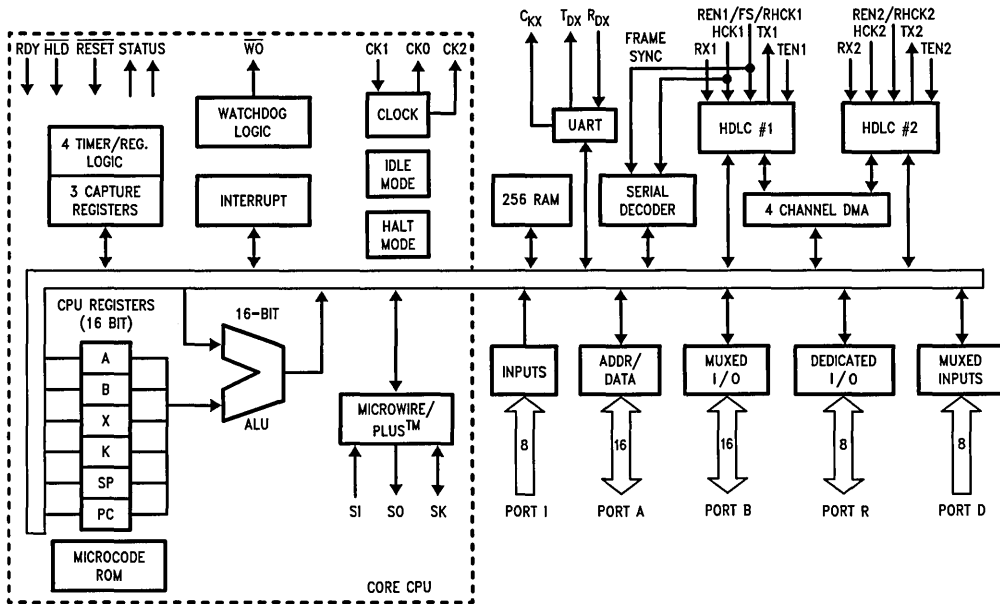 RDY HLD RESET STATUS
WO
CK1 CKO CK2
CKX TDX RDX
FRAME
SYNC
REN1/FS/RHCK1
HCK1 TX1
RX1 TEN1
REN2/RHCK2
HCK2 TX2
RX2 TEN2
4 TIMER/REG.
LOGIC
3 CAPTURE
REGISTERS
WATCHDOG
LOGIC
INTERRUPT
CLOCK
IDLE
MODE
HALT
MODE
UART
256 RAM
SERIAL
DECODER
HDLC #1
HDLC #2
4 CHANNEL DMA
CPU REGISTERS
(16 BIT)
A
B
X
K
SP
PC
16-BIT
ALU
MICROWIRE/
PLUS™
SI SO SK
MICROCODE
ROM
CORE CPU
INPUTS
8
PORT I
ADDR/
DATA
16
PORT A
MUXED
I/O
16
PORT B
DEDICATED
I/O
8
PORT R
MUXED
INPUTS
8
PORT D